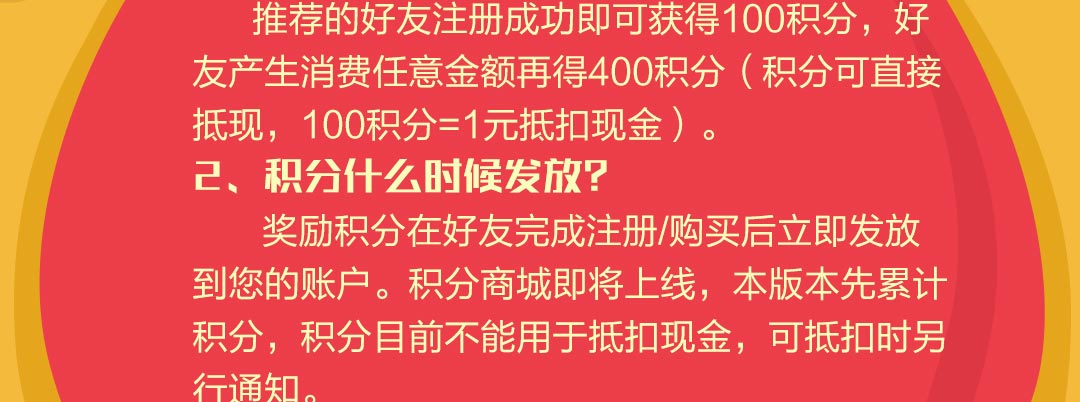 推荐的好友注册成功即可获得100积分，好
友产生消费任意金额再得400积分（积分可直接
抵现，100积分=1元抵扣现金）。
2、积分什么时候发放？
奖励积分在好友完成注册/购买后立即发放
到您的账户。积分商城即将上线，本版本先累计
积分，积分目前不能用于抵扣现金，可抵扣时另
行通知。